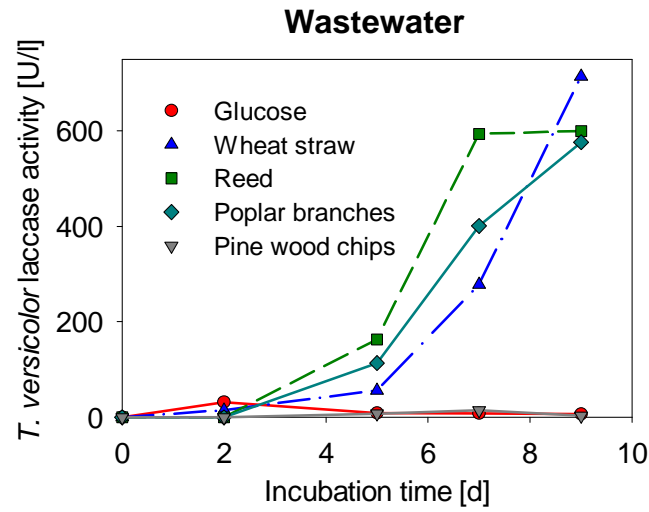 Wastewater
T. versicolor laccase activity [U/l]
600
400
200
0
Glucose
Wheat straw
Reed
Poplar branches
Pine wood chips
0 2 4 6 8 10
Incubation time [d]